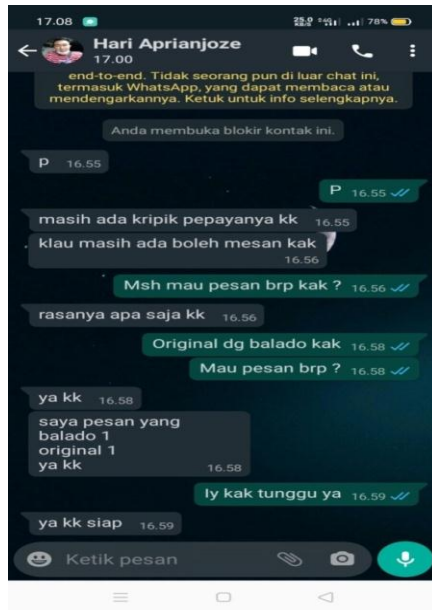 17.08
78%
Hari Aprianjoze
17.00
end-to-end. Tidak seorang pun di luar chat ini,
termasuk WhatsApp, yang dapat membaca atau
mendengarkannya. Ketuk untuk info selengkapnya.
Anda membuka blokir kontak ini.
P 16.55
P 16.55
masih ada kripik pepayanya kk 16.55
klau masih ada boleh mesan kak
16.56
Msh mau pesan brp kak ? 16.56
rasanya apa saja kk 16.56
Original dg balado kak 16.58
Mau pesan brp ? 16.58
ya kk 16.58
saya pesan yang
balado 1
original 1
ya kk 16.58
Iy kak tunggu ya 16.59
ya kk siap 16.59
Ketik pesan